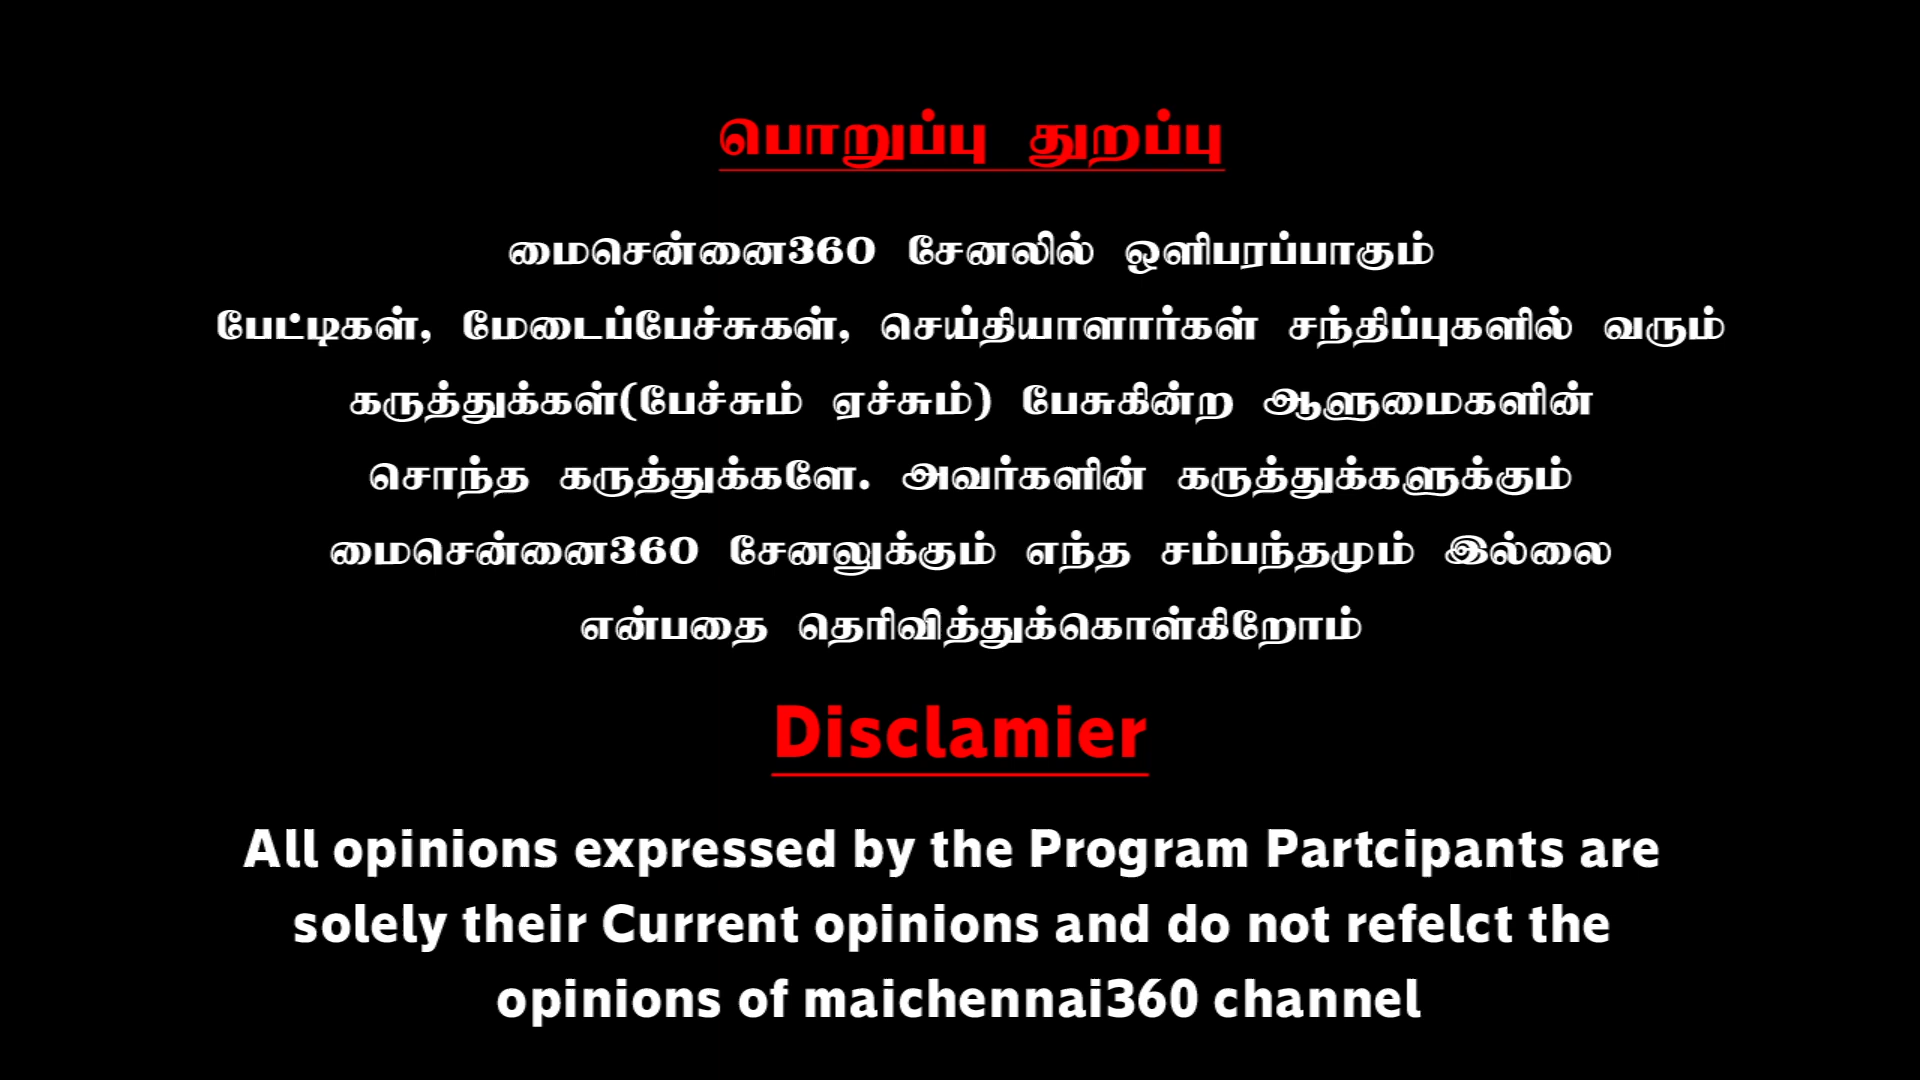 பொறுப்பு துறப்பு
மைசென்னை360 சேனலில் ஒளிபரப்பாகும்
பேட்டிகள், மேடைப்பேச்சுகள், செய்தியாளார்கள் சந்திப்புகளில் வரும்
கருத்துக்கள்(பேச்சும் ஏச்சும்) பேசுகின்ற ஆளுமைகளின்
சொந்த கருத்துக்களே. அவர்களின் கருத்துக்களுக்கும்
மைசென்னை360 சேனலுக்கும் எந்த சம்பந்தமும் இல்லை
என்பதை தெரிவித்துக்கொள்கிறோம்
Disclamier
All opinions expressed by the Program Partcipants are
solely their Current opinions and do not refelct the
opinions of maichennai360 channel